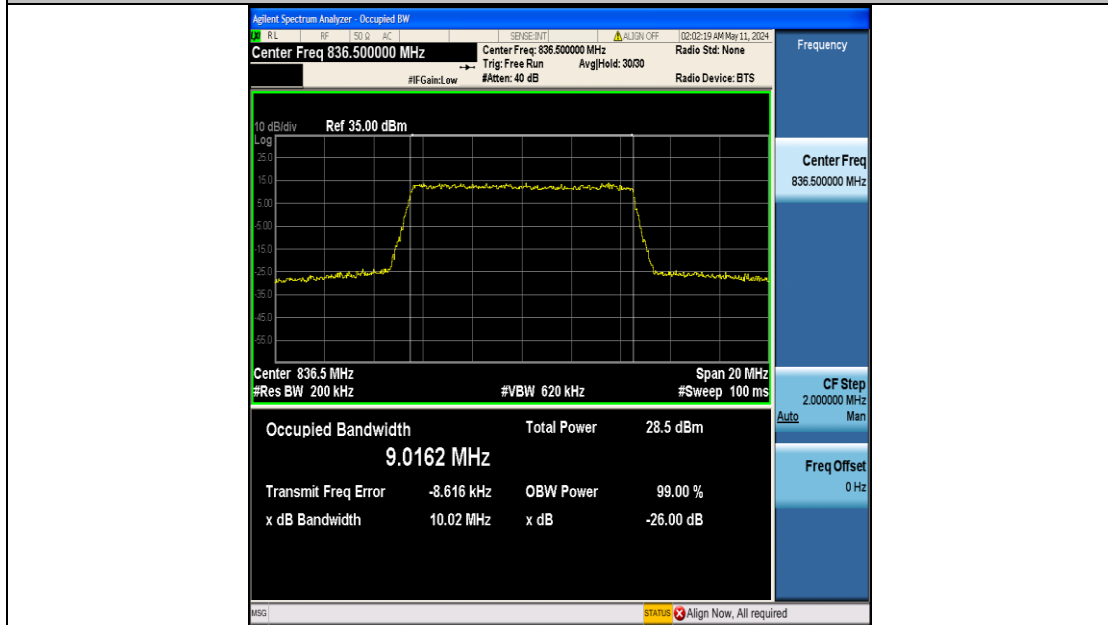 Agilent Spectrum Analyzer - Occupied BW
RL RF 50 Ω AC SENSE:INT ALIGN OFF 02:02:19 AM May 11, 2024
Center Freq 836.500000 MHz
Center Freq: 836.500000 MHz
Radio Std: None
Trig: Free Run Avg|Hold: 30/30
#IFGain:Low
#Atten: 40 dB
Radio Device: BTS
10 dB/div Ref 35.00 dBm
Log
25.0
15.0
5.00
-5.00
-15.0
-25.0
-35.0
-45.0
-55.0
Center 836.5 MHz Span 20 MHz
#Res BW 200 kHz #VBW 620 kHz #Sweep 100 ms
Occupied Bandwidth
9.0162 MHz
Total Power 28.5 dBm
Transmit Freq Error -8.616 kHz OBW Power 99.00 %
x dB Bandwidth 10.02 MHz x dB -26.00 dB
Frequency
Center Freq
836.500000 MHz
CF Step
2.000000 MHz
Auto Man
Freq Offset
0 Hz
MSG STATUS Align Now, All required